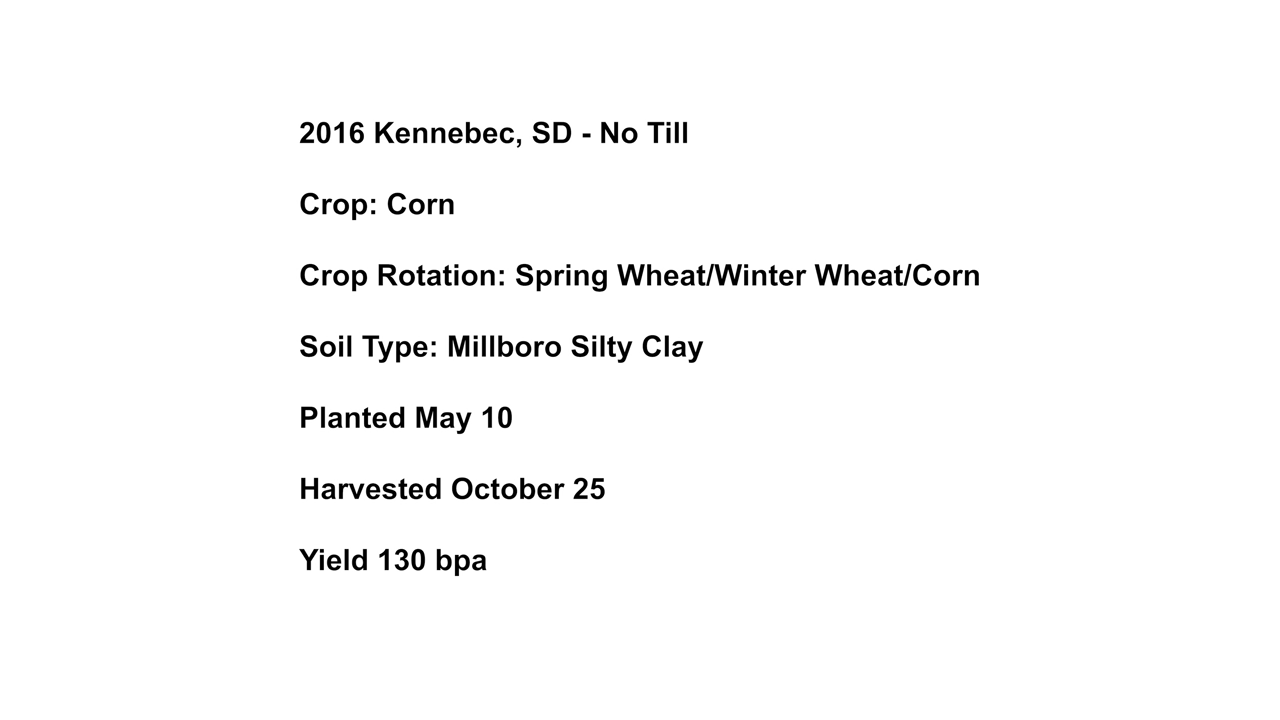 2016 Kennebec, SD - No Till
Crop: Corn
Crop Rotation: Spring Wheat/Winter Wheat/Corn
Soil Type: Millboro Silty Clay
Planted May 10
Harvested October 25
Yield 130 bpa